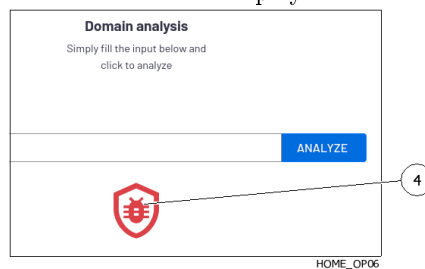 Domain analysis
Simply fill the input below and
click to analyze
ANALYZE
4
HOME_OP06